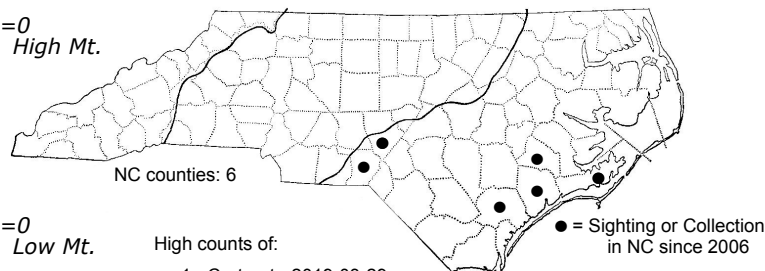 =0
High Mt.
NC counties: 6
=0
Low Mt.
High counts of:
● = Sighting or Collection
in NC since 2006